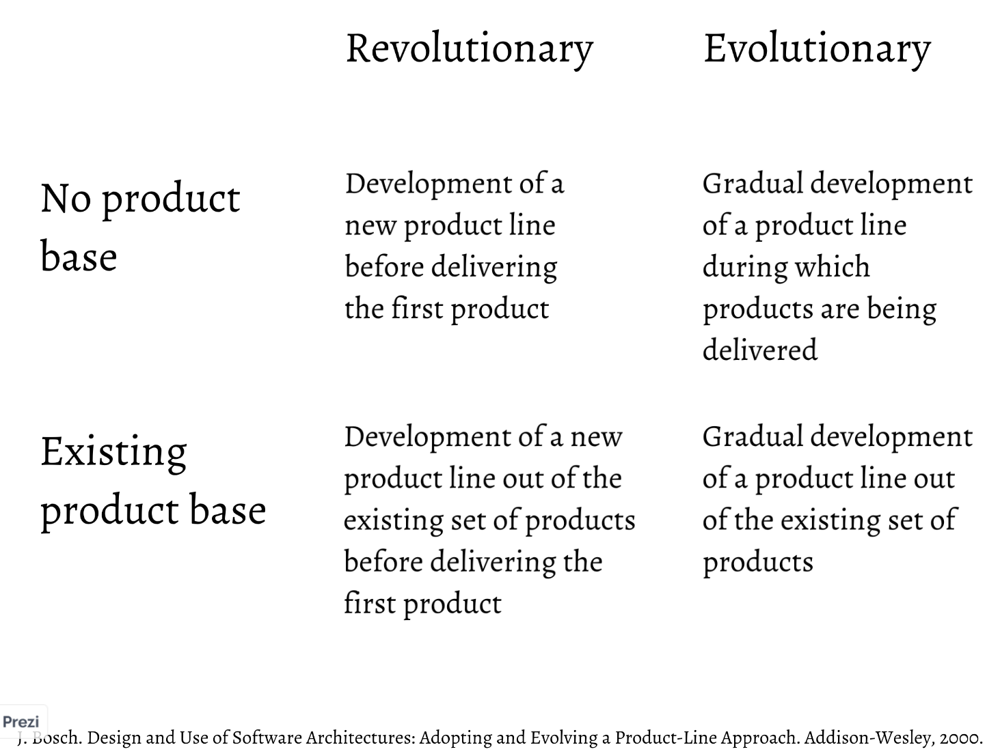 Revolutionary
Evolutionary
No product
base
Development of a
new product line
before delivering
the first product
Gradual development
of a product line
during which
products are being
delivered
Existing
product base
Development of a new
product line out of the
existing set of products
before delivering the
first product
Gradual development
of a product line out
of the existing set of
products
Prezi
J. Bosch. Design and Use of Software Architectures: Adopting and Evolving a Product-Line Approach. Addison-Wesley, 2000.